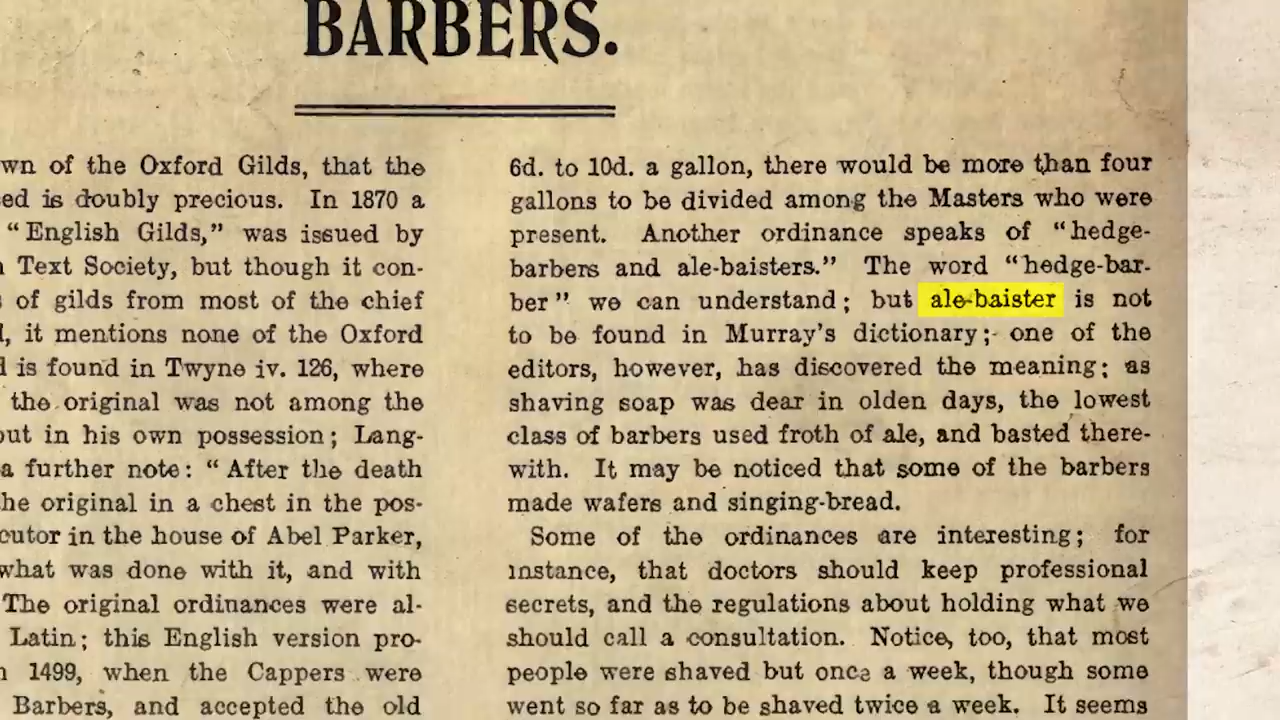 BARBERS.
wn of the Oxford Gilds, that the
ed is doubly precious. In 1870 a
“English Gilds,” was issued by
Text Society, but though it con-
of gilds from most of the chief
it mentions none of the Oxford
is found in Twyne iv. 126, where
the original was not among the
out in his own possession; Lang-
a further note: “After the death
he original in a chest in the pos-
cutor in the house of Abel Parker,
what was done with it, and with
The original ordinances were al-
Latin; this English version pro-
1499, when the Cappers were
Barbers, and accepted the old
6d. to 10d. a gallon, there would be more than four
gallons to be divided among the Masters who were
present. Another ordinance speaks of “hedge-
barbers and ale-baisters.” The word “hedge-bar-
ber” we can understand; but ale-baister is not
to be found in Murray's dictionary; one of the
editors, however, has discovered the meaning; as
shaving soap was dear in olden days, the lowest
class of barbers used froth of ale, and basted there-
with. It may be noticed that some of the barbers
made wafers and singing-bread.
Some of the ordinances are interesting; for
instance, that doctors should keep professional
secrets, and the regulations about holding what we
should call a consultation. Notice, too, that most
people were shaved but once a week, though some
went so far as to be shaved twice a week. It seems